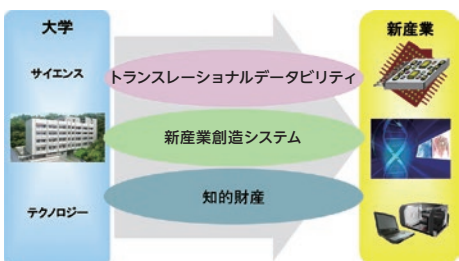 大学
サイエンス
テクノロジー
トランスレーショナルデータビリティ
新産業創造システム
知的財産
新産業